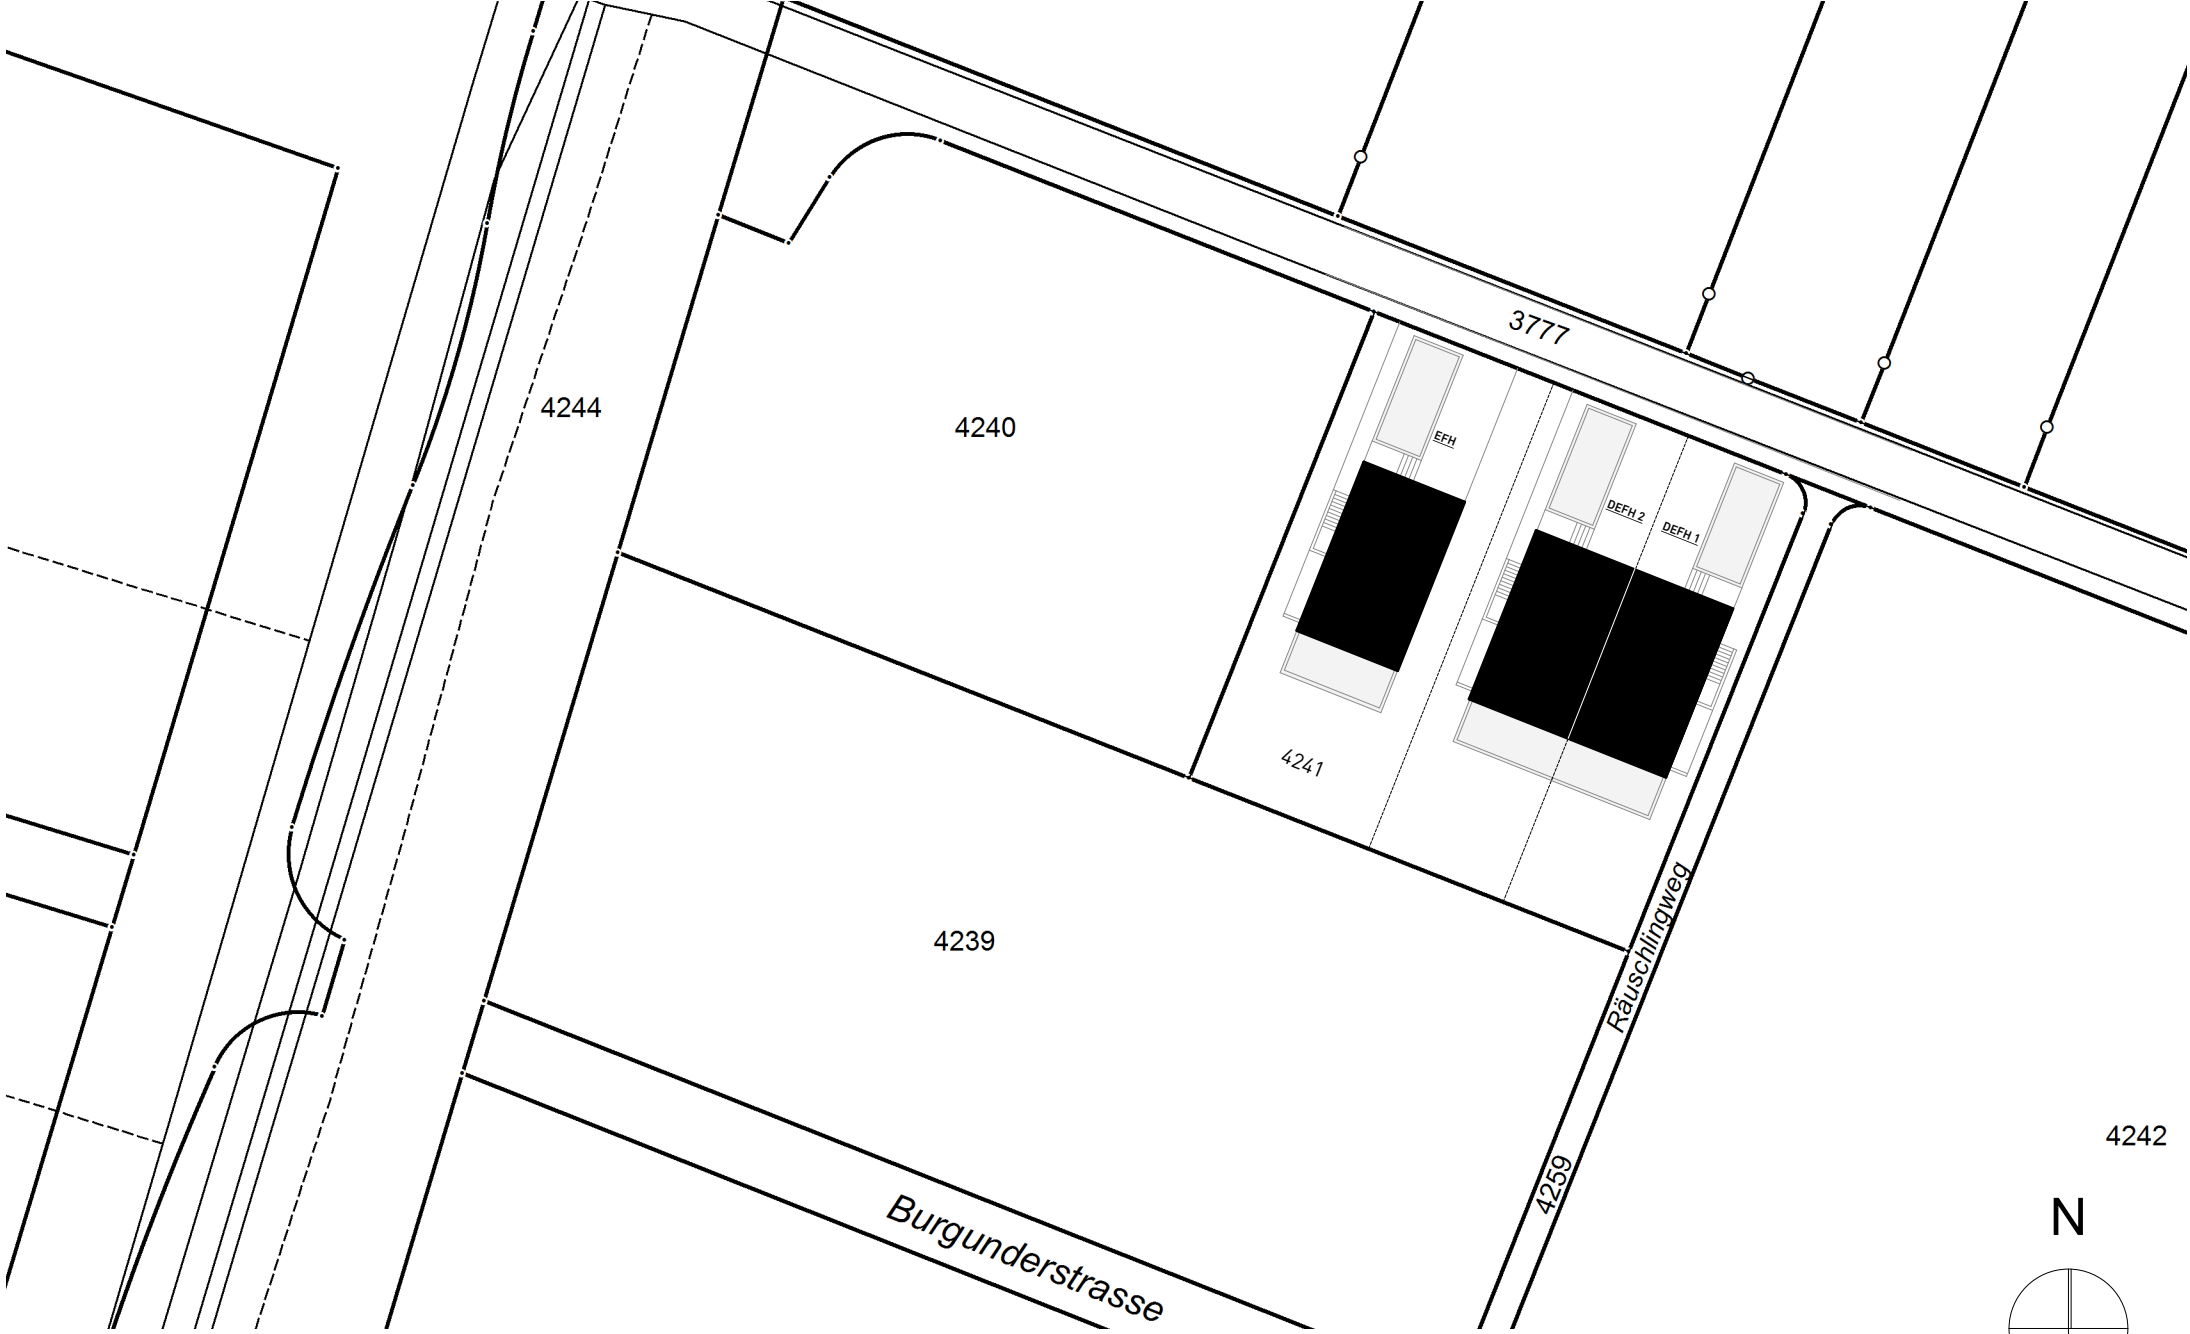 3777
4244
4240
EFH
DEFH 2
DEFH 1
4241
4239
Räuschlingweg
4242
4259
Burgunderstrasse
N